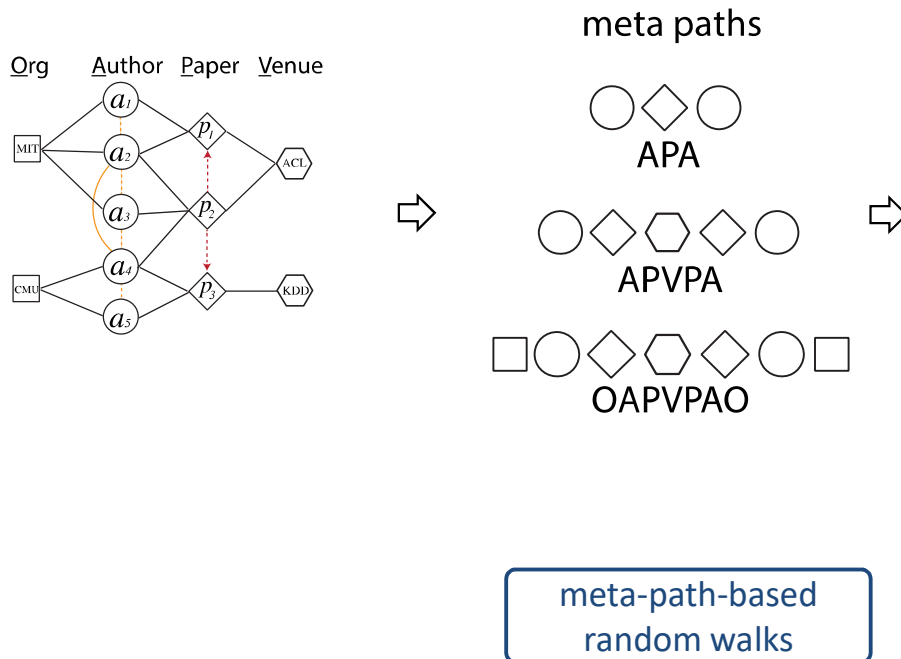 meta paths
Org Author Paper Venue
a1
MIT
p1
a2
ACL
a3
p2
a4
CMU
p3
KDD
a5
APA
APVPA
OAPVPAO
meta-path-based
random walks